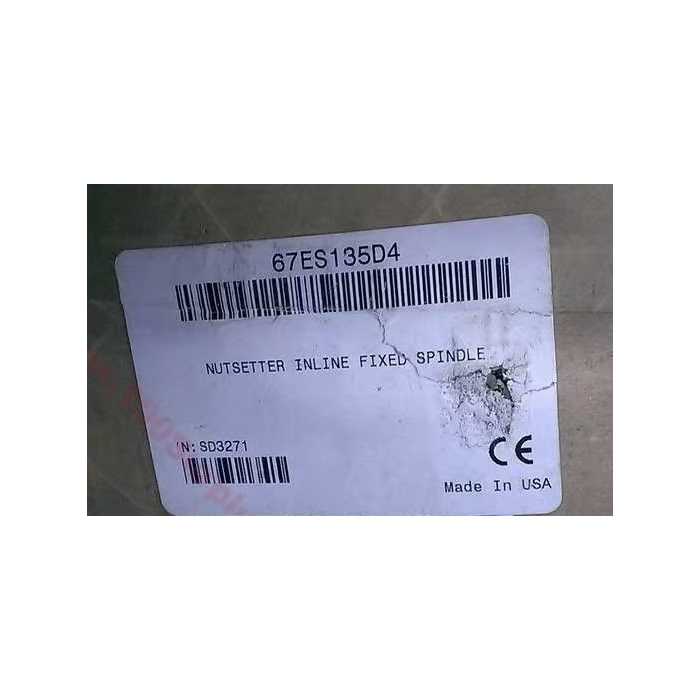 67ES135D4
NUTSETTER INLINE FIXED SPINDLE
'N: SD3271
CE
Made In USA